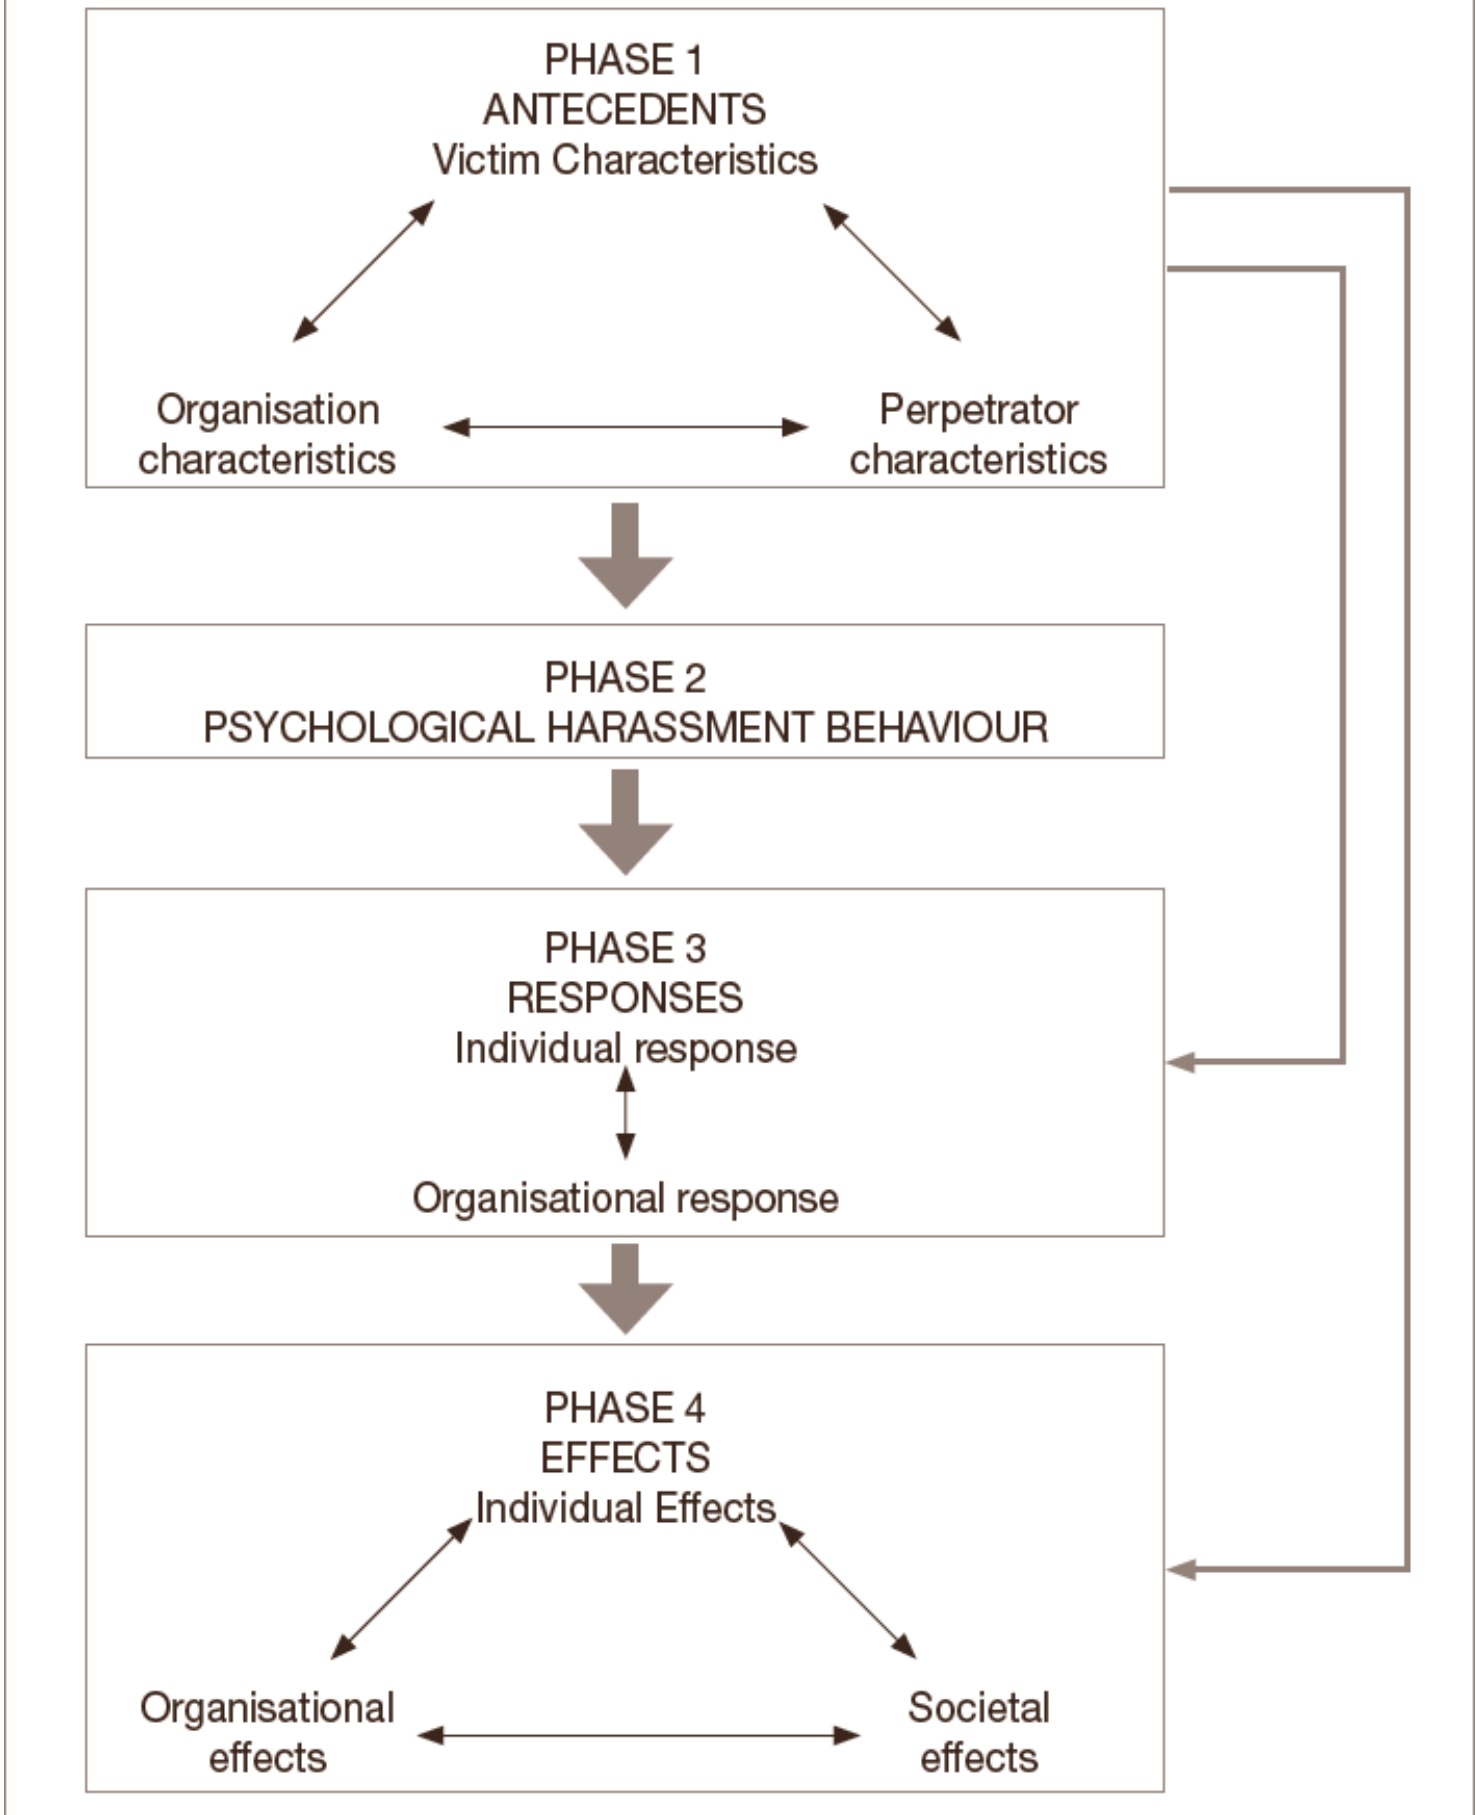 PHASE 1
ANTECEDENTS
Victim Characteristics
Organisation
characteristics
Perpetrator
characteristics
PHASE 2
PSYCHOLOGICAL HARASSMENT BEHAVIOUR
PHASE 3
RESPONSES
Individual response
Organisational response
PHASE 4
EFFECTS
Individual Effects
Organisational
effects
Societal
effects